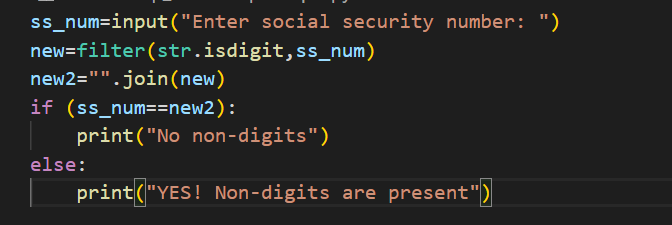 ss_num=input("Enter social security number: ")
new=filter(str.isdigit,ss_num)
new2="".join(new)
if (ss_num==new2):
    print("No non-digits")
else:
    print("YES! Non-digits are present")